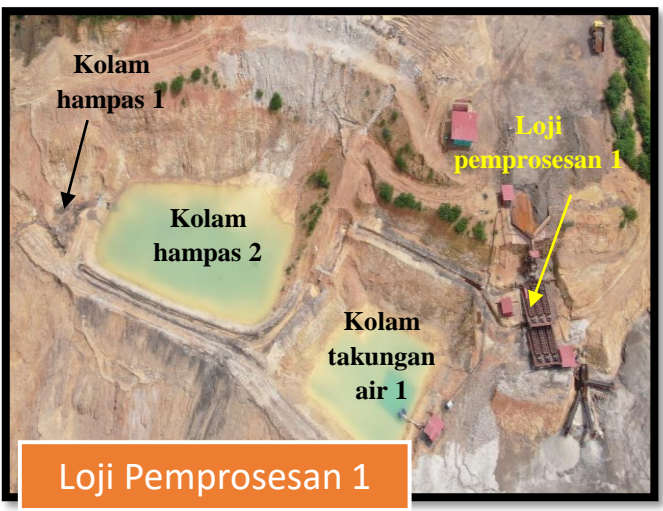 Kolam
hampas 1
Loji
pemprosesan 1
Kolam
hampas 2
Kolam
takungan
air 1
Loji Pemprosesan 1